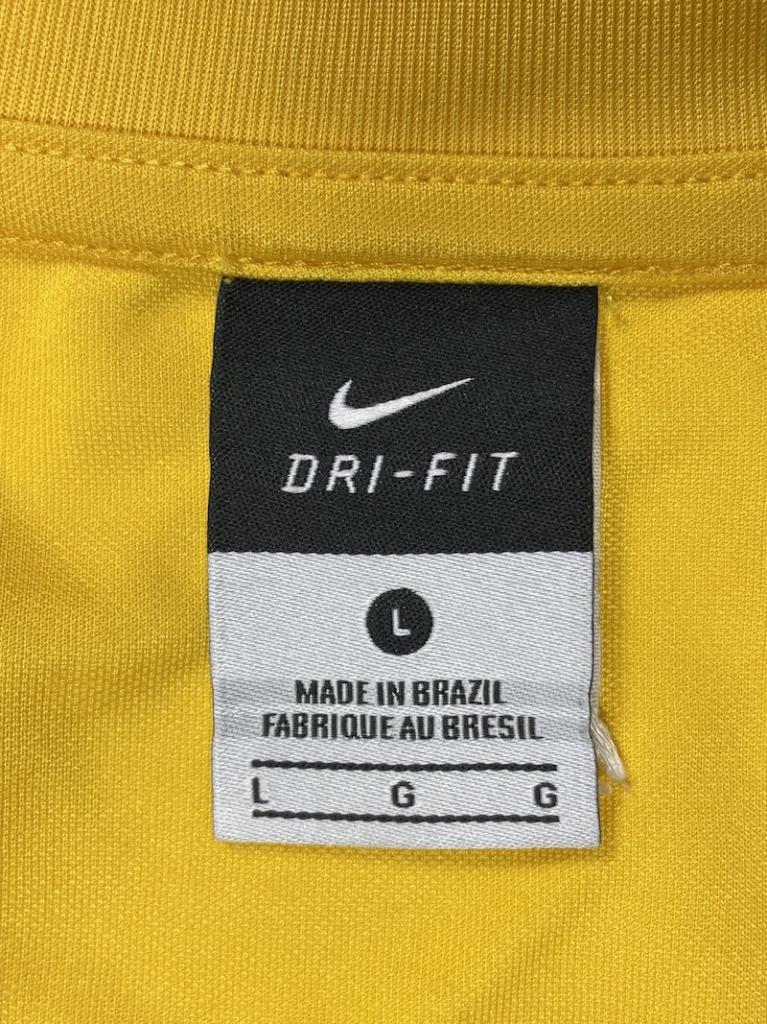 DRI-FIT
L
MADE IN BRAZIL
FABRIQUE AU BRESIL
L G G